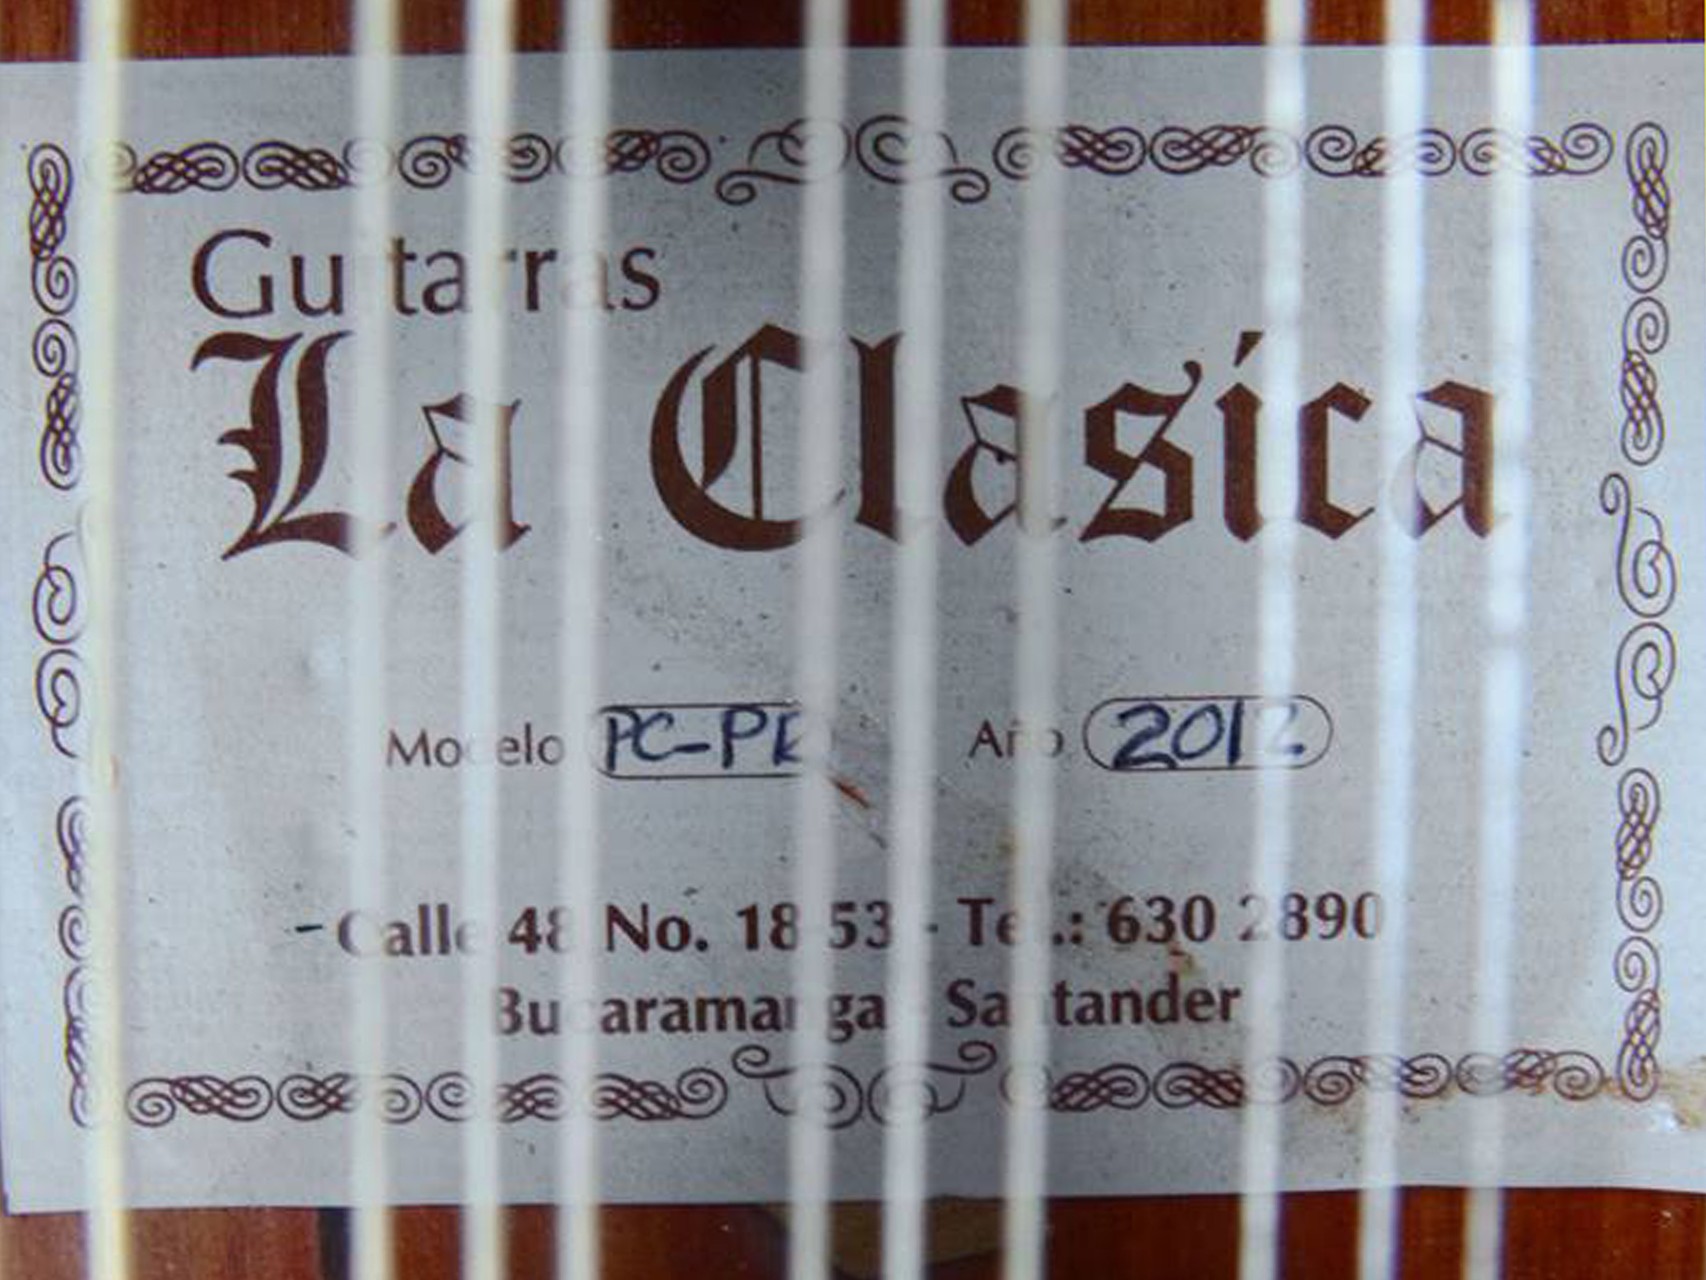 Guitarras
La Clasica
Modelo PC-PR Año 2012
Calle 48 No. 18 53 - Tel.: 630 2890
Bucaramanga - Santander